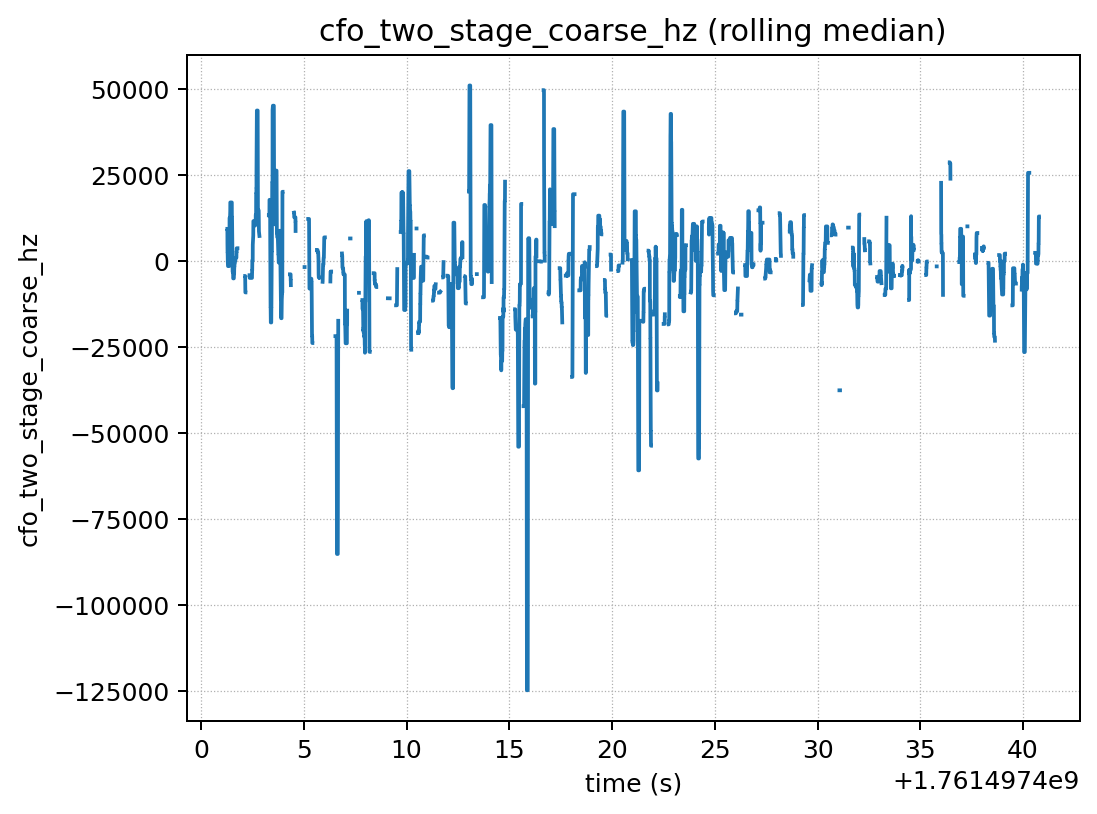 cfo_two_stage_coarse_hz (rolling median)
cfo_two_stage_coarse_hz
50000
25000
0
−25000
−50000
−75000
−100000
−125000
0 5 10 15 20 25 30 35 40
time (s)
+1.7614974e9